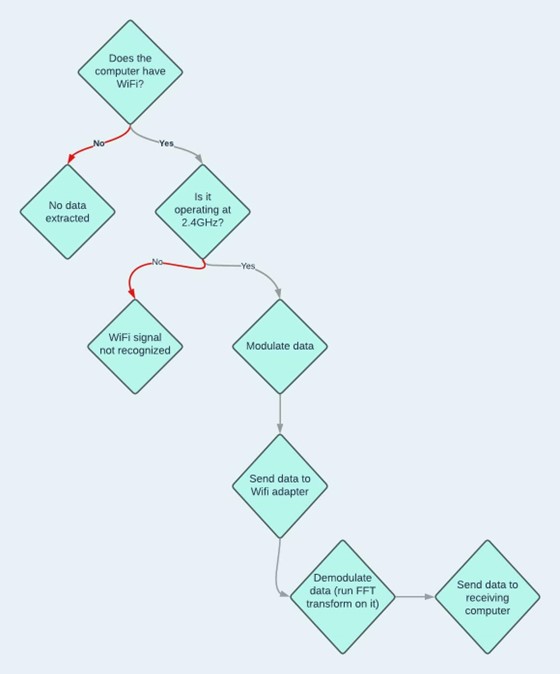 Does the
computer have
WiFi?
No
Yes
No data
extracted
Is it
operating at
2.4GHz?
No
Yes
WiFi signal
not recognized
Modulate data
Send data to
Wifi adapter
Demodulate
data (run FFT
transform on it)
Send data to
receiving
computer